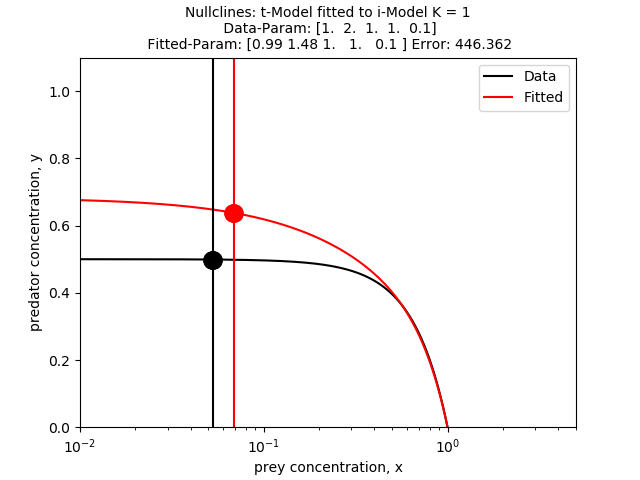 Nullclines: t-Model fitted to i-Model K = 1
Data-Param: [1.  2.  1.  1.  0.1]
Fitted-Param: [0.99 1.48 1.   1.   0.1 ] Error: 446.362
Data
Fitted
1.0
0.8
0.6
0.4
0.2
0.0
predator concentration, y
10⁻² 10⁻¹ 10⁰
prey concentration, x